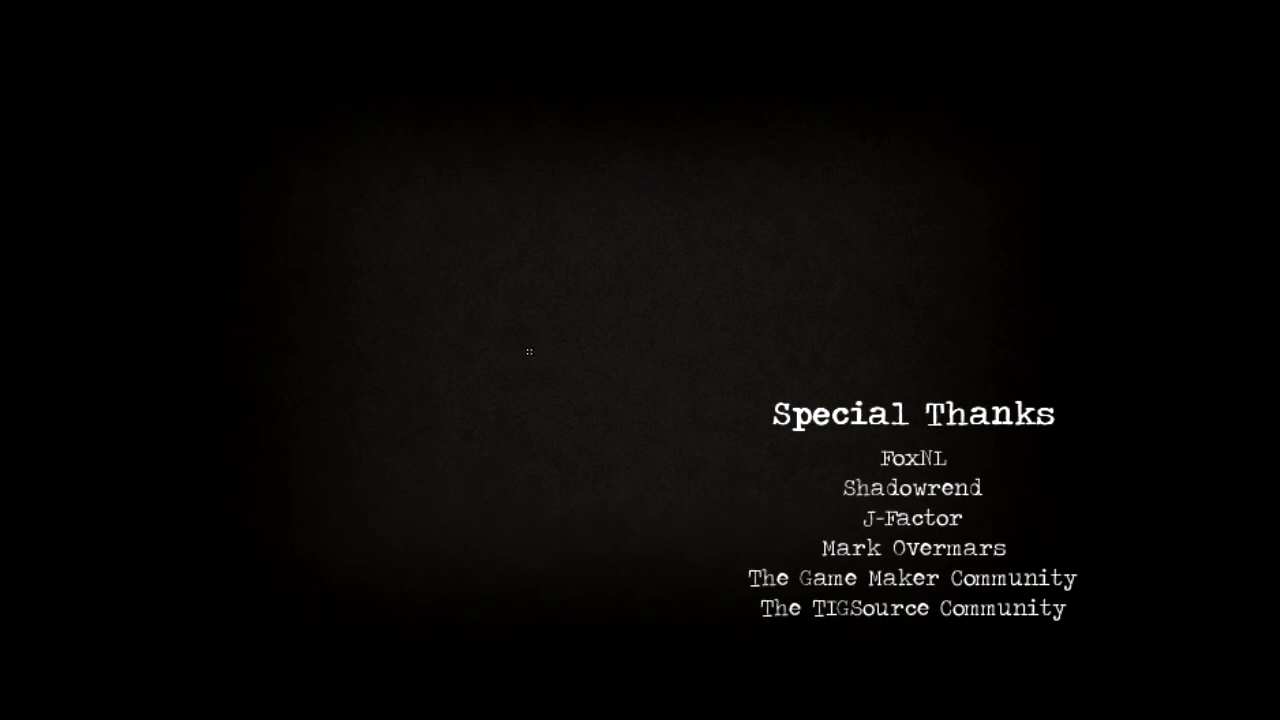 Special Thanks
FoxNL
Shadowrend
J-Factor
Mark Overmars
The Game Maker Community
The TIGSource Community